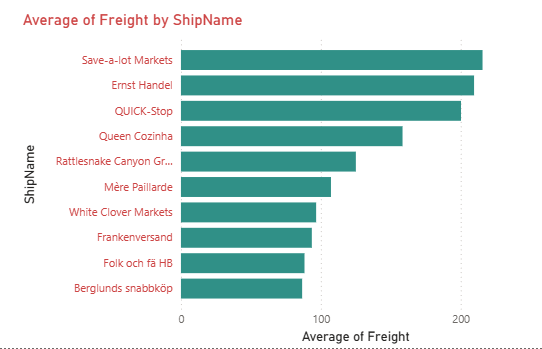 Average of Freight by ShipName
Save-a-lot Markets
Ernst Handel
QUICK-Stop
Queen Cozinha
Rattlesnake Canyon Gr...
Mère Paillarde
White Clover Markets
Frankenversand
Folk och fä HB
Berglunds snabbköp
ShipName
0 100 200
Average of Freight